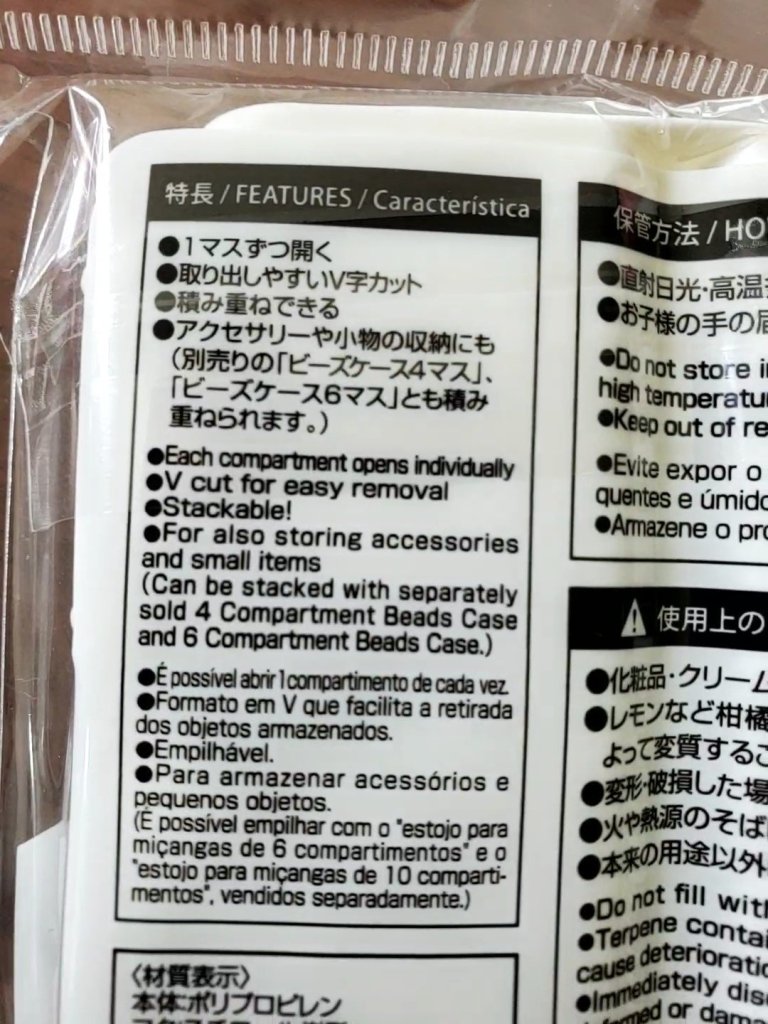 特長 / FEATURES / Característica
●1マスずつ開く
●取り出しやすいV字カット
●積み重ねできる
●アクセサリーや小物の収納にも
(別売りの「ビーズケース4マス」、
「ビーズケース6マス」とも積み
重ねられます。)
●Each compartment opens individually
●V cut for easy removal
●Stackable!
●For also storing accessories
and small items
(Can be stacked with separately
sold 4 Compartment Beads Case
and 6 Compartment Beads Case.)
●É possível abrir 1 compartimento de cada vez.
●Formato em V que facilita a retirada
dos objetos armazenados.
●Empilhável.
●Para armazenar acessórios e
pequenos objetos.
(É possível empilhar com o "estojo para
miçangas de 6 compartimentos" e o
"estojo para miçangas de 10 comparti-
mentos", vendidos separadamente.)
〈材質表示〉
本体:ポリプロピレン
保管方法 / HO
●直射日光・高温
●お子様の手の届
●Do not store in
high temperatu
●Keep out of re
●Evite expor o
quentes e úmido
●Armazene o pro
⚠ 使用上の
●化粧品・クリーム
●レモンなど柑橘
よって変質するこ
●変形・破損した場
●火や熱源のそば
●本来の用途以外
●Do not fill with
●Terpene contai
cause deterioratio
●Immediately dis
formed or dama